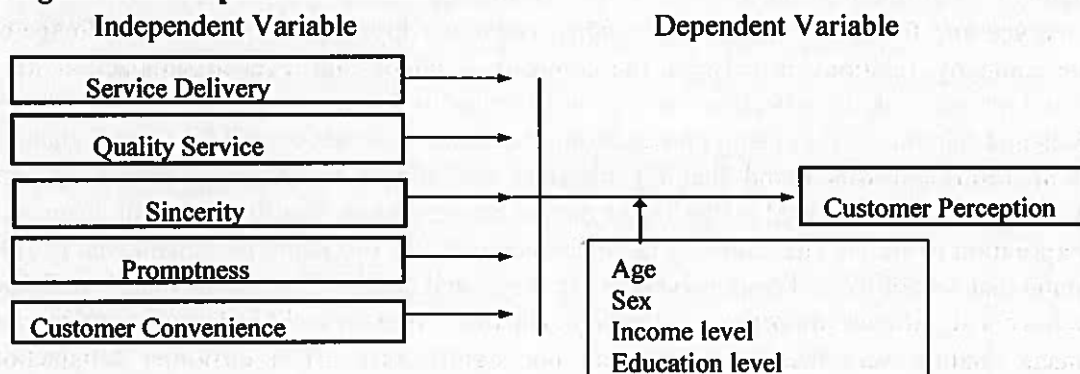 Independent Variable
Dependent Variable
Service Delivery
Quality Service
Sincerity
Promptness
Customer Convenience
Customer Perception
Age
Sex
Income level
Education level